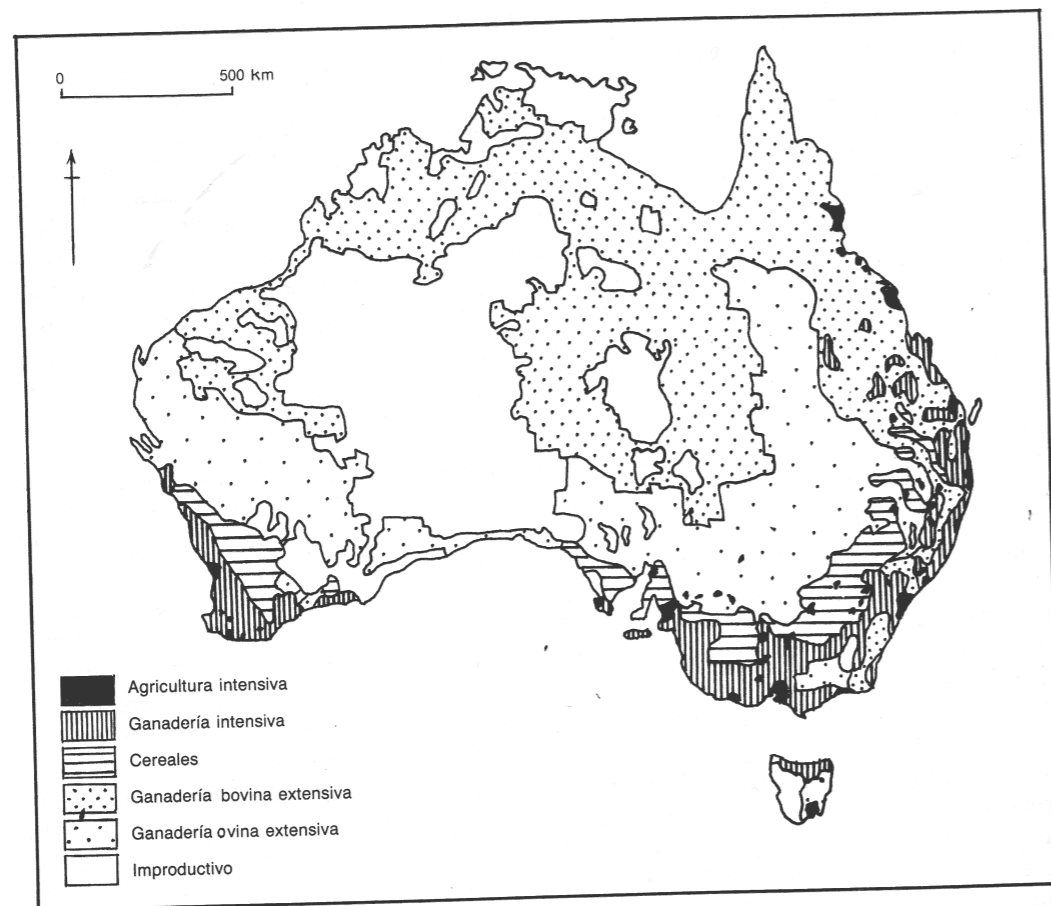 0 500 km
Agricultura intensiva
Ganadería intensiva
Cereales
Ganadería bovina extensiva
Ganadería ovina extensiva
Improductivo